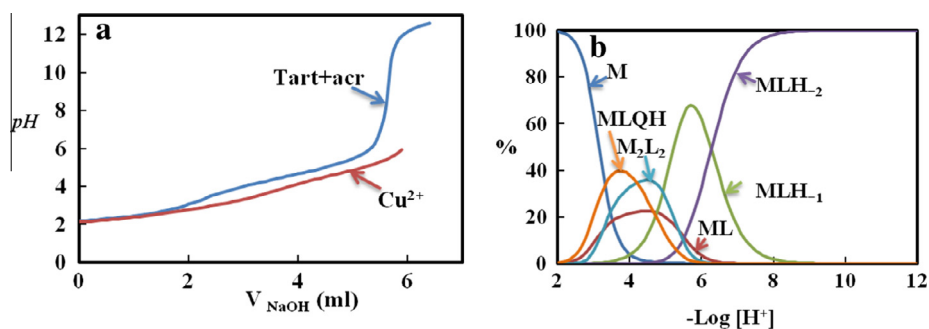 a
12
10
8
6
4
2
0
pH
Tart+acr
Cu²⁺
0 2 4 6
V NaOH (ml)
b
100
80
60
40
20
0
%
M
MLQH
M₂L₂
ML
MLH₋₂
MLH₋₁
2 4 6 8 10 12
-Log [H⁺]